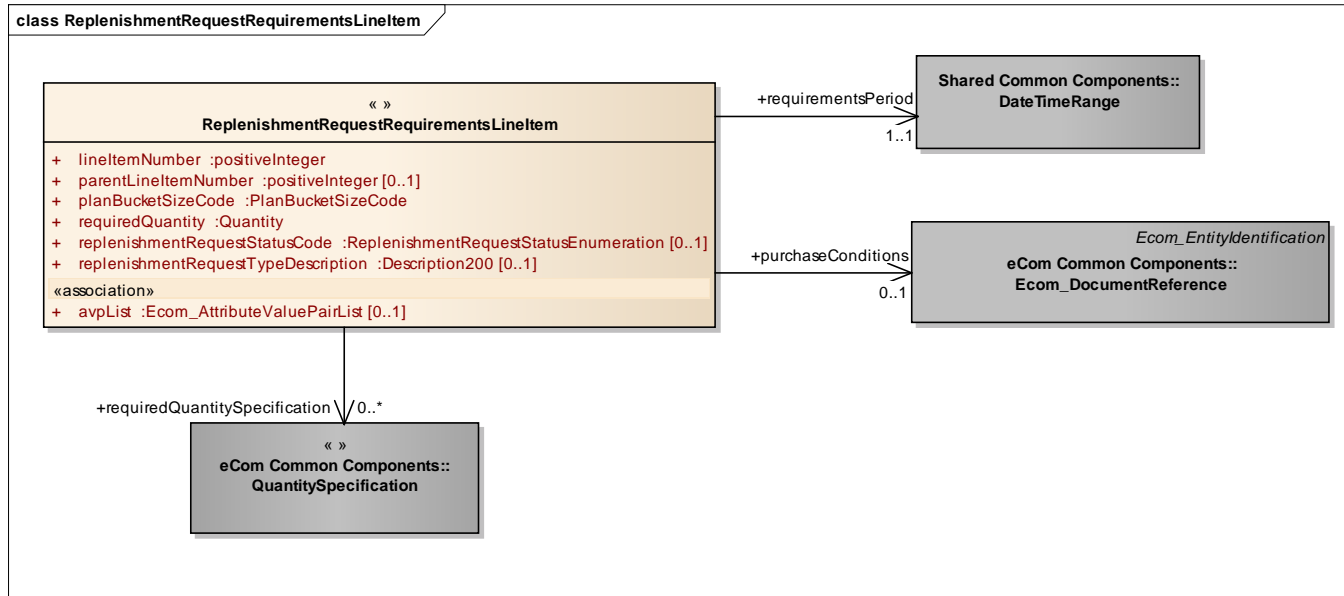 class ReplenishmentRequestRequirementsLineItem
« »
ReplenishmentRequestRequirementsLineItem
+ lineItemNumber :positiveInteger
+ parentLineItemNumber :positiveInteger [0..1]
+ planBucketSizeCode :PlanBucketSizeCode
+ requiredQuantity :Quantity
+ replenishmentRequestStatusCode :ReplenishmentRequestStatusEnumeration [0..1]
+ replenishmentRequestTypeDescription :Description200 [0..1]
«association»
+ avpList :Ecom_AttributeValuePairList [0..1]
+requirementsPeriod
1..1
Shared Common Components::
DateTimeRange
+purchaseConditions
0..1
Ecom_EntityIdentification
eCom Common Components::
Ecom_DocumentReference
+requiredQuantitySpecification
0..*
« »
eCom Common Components::
QuantitySpecification